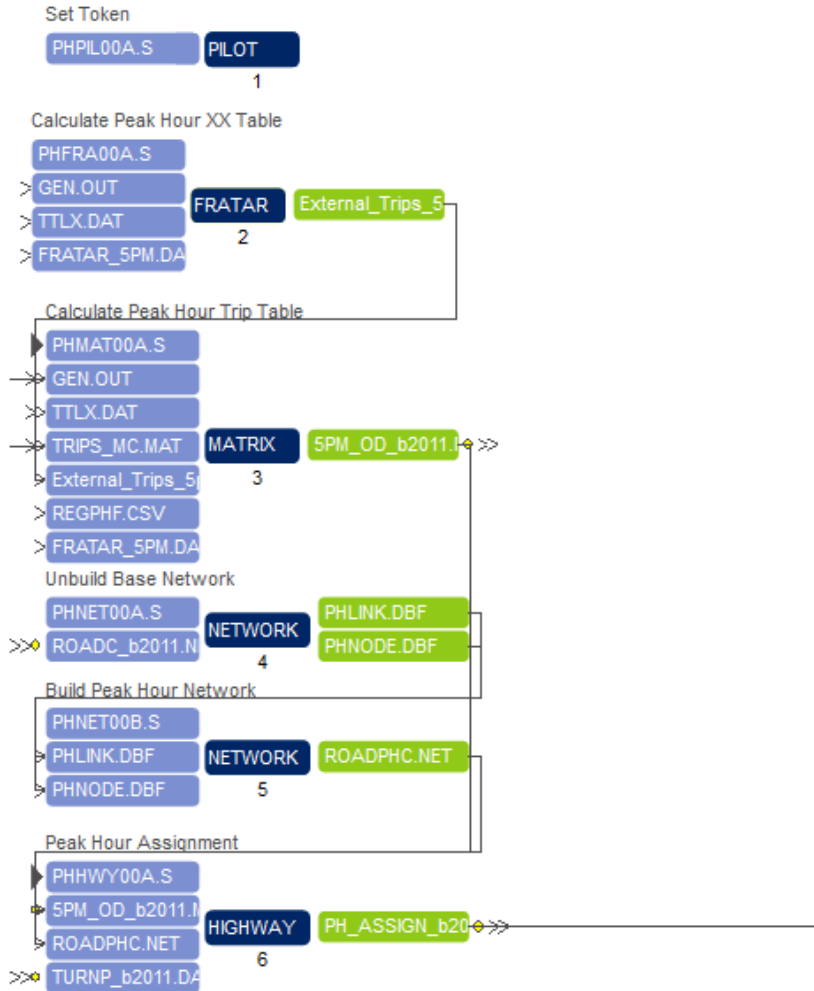 Set Token
PHPIL00A.S PILOT
1
Calculate Peak Hour XX Table
PHFRA00A.S
GEN.OUT
FRATAR External_Trips_5
TTLX.DAT
2
FRATAR_5PM.DA
Calculate Peak Hour Trip Table
PHMAT00A.S
GEN.OUT
TTLX.DAT
TRIPS_MC.MAT MATRIX 5PM_OD_b2011.
External_Trips_5
3
REGPHF.CSV
FRATAR_5PM.DA
Unbuild Base Network
PHNET00A.S PHLINK.DBF
NETWORK
ROADC_b2011.N PHNODE.DBF
4
Build Peak Hour Network
PHNET00B.S
PHLINK.DBF NETWORK ROADPHC.NET
PHNODE.DBF 5
Peak Hour Assignment
PHHWY00A.S
5PM_OD_b2011.
HIGHWAY PH_ASSIGN_b20
ROADPHC.NET
6
TURNP_b2011.DA